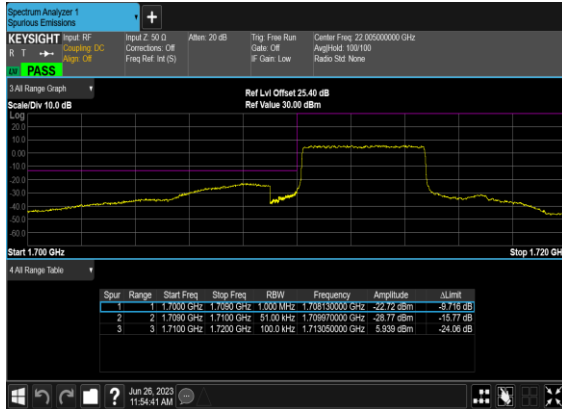 Spectrum Analyzer 1
Spurious Emissions
+
KEYSIGHT Input: RF Input Z: 50 Ω Atten: 20 dB Trig: Free Run Center Freq: 22.005000000 GHz
R T Coupling: DC Corrections: Off Gate: Off Avg|Hold: 100/100
Align: Off Freq Ref: Int (S) IF Gain: Low Radio Std: None
PASS
3 All Range Graph
Ref Lvl Offset 25.40 dB
Scale/Div 10.0 dB Ref Value 30.00 dBm
Log
20.0
10.0
0.00
-10.0
-20.0
-30.0
-40.0
-50.0
-60.0
Start 1.700 GHz Stop 1.720 GH
4 All Range Table
Spur Range Start Freq Stop Freq RBW Frequency Amplitude ΔLimit
1 1 1.7000 GHz 1.7090 GHz 1.000 MHz 1.708130000 GHz -22.72 dBm -9.716 dB
2 2 1.7090 GHz 1.7100 GHz 51.00 kHz 1.709970000 GHz -28.77 dBm -15.77 dB
3 3 1.7100 GHz 1.7200 GHz 100.0 kHz 1.713050000 GHz 5.939 dBm -24.06 dB
? Jun 26, 2023
11:54:41 AM